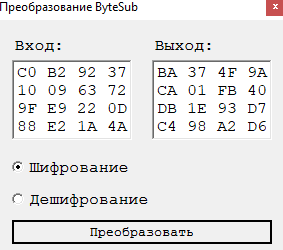 Преобразование ByteSub
Вход: Выход:
C0 B2 92 37 BA 37 4F 9A
10 09 63 72 CA 01 FB 40
9F E9 22 0D DB 1E 93 D7
88 E2 1A 4A C4 98 A2 D6
Шифрование
Дешифрование
Преобразовать